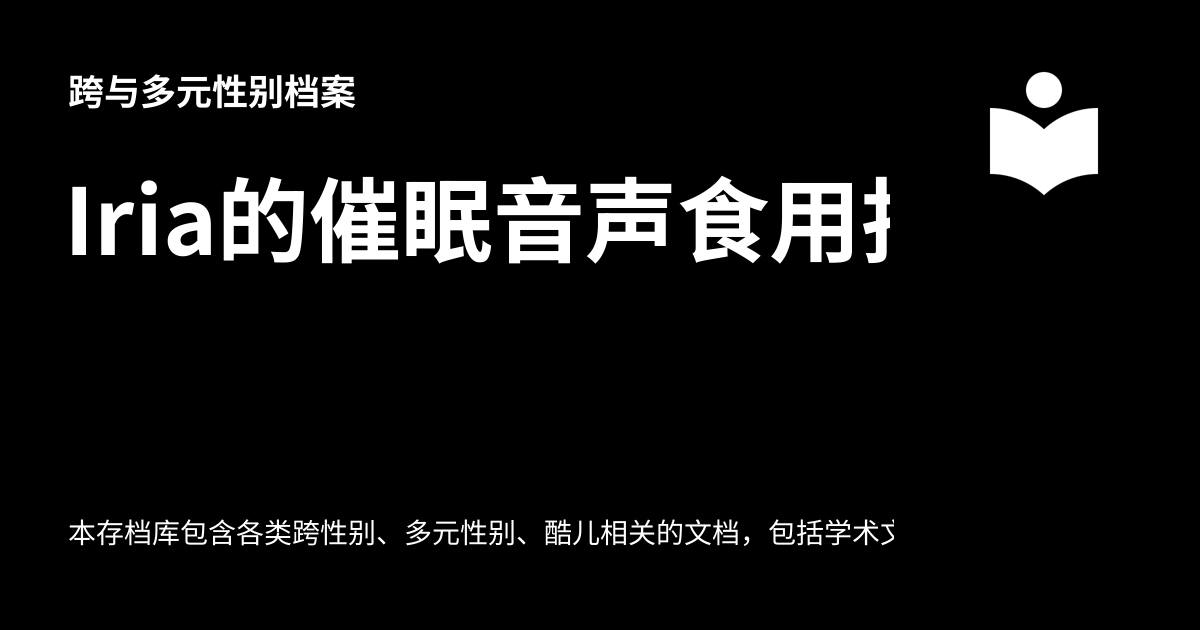 跨与多元性别档案
Iria的催眠音声食用
本存档库包含各类跨性别、多元性别、酷儿相关的文档，包括学术